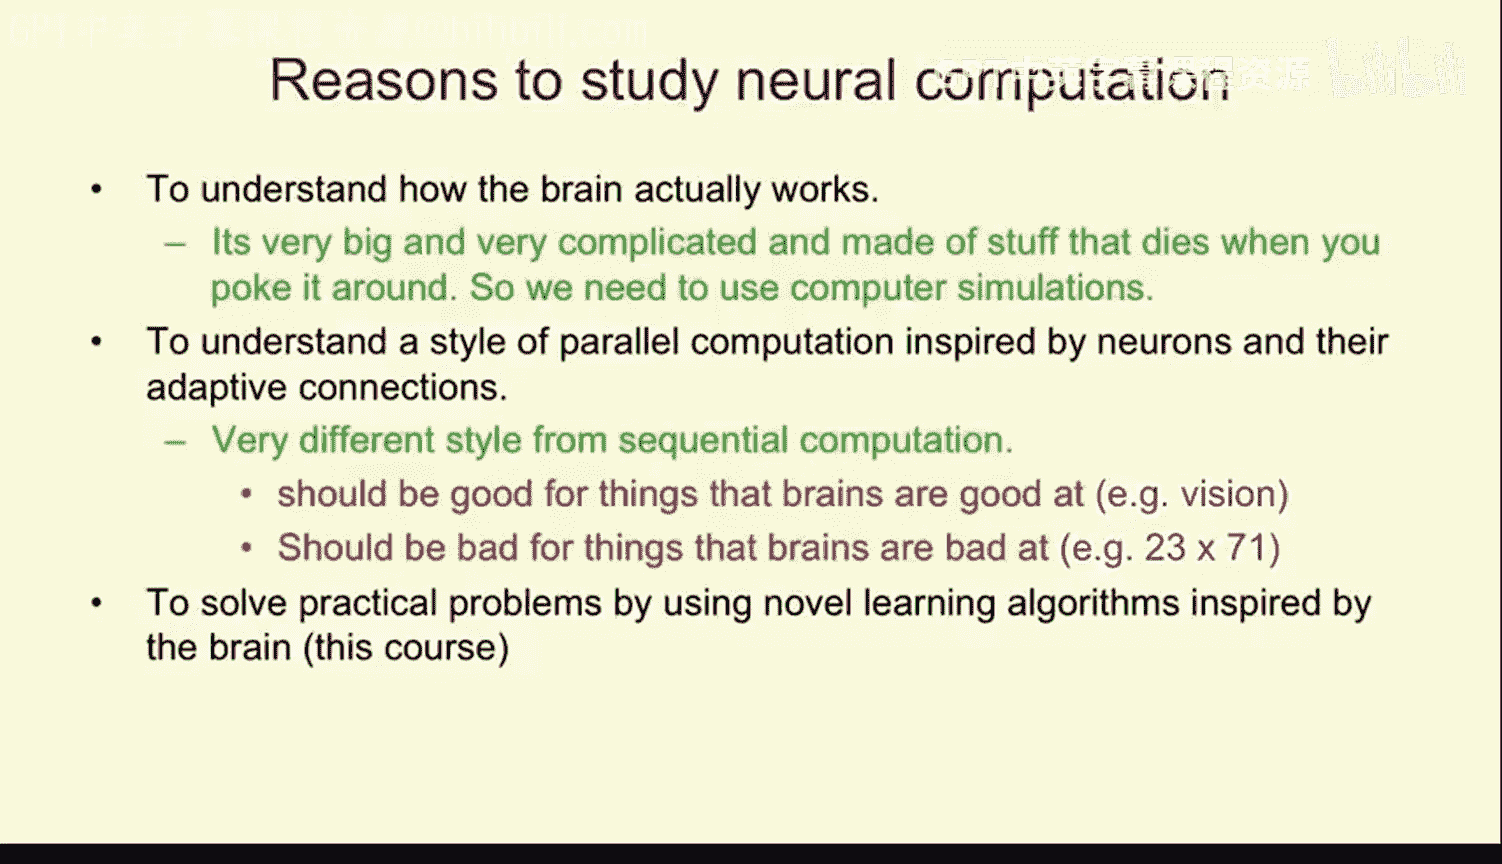 Reasons to study neural computation
• To understand how the brain actually works.
– Its very big and very complicated and made of stuff that dies when you
poke it around. So we need to use computer simulations.
• To understand a style of parallel computation inspired by neurons and their
adaptive connections.
– Very different style from sequential computation.
• should be good for things that brains are good at (e.g. vision)
• Should be bad for things that brains are bad at (e.g. 23 x 71)
• To solve practical problems by using novel learning algorithms inspired by
the brain (this course)
bilibili